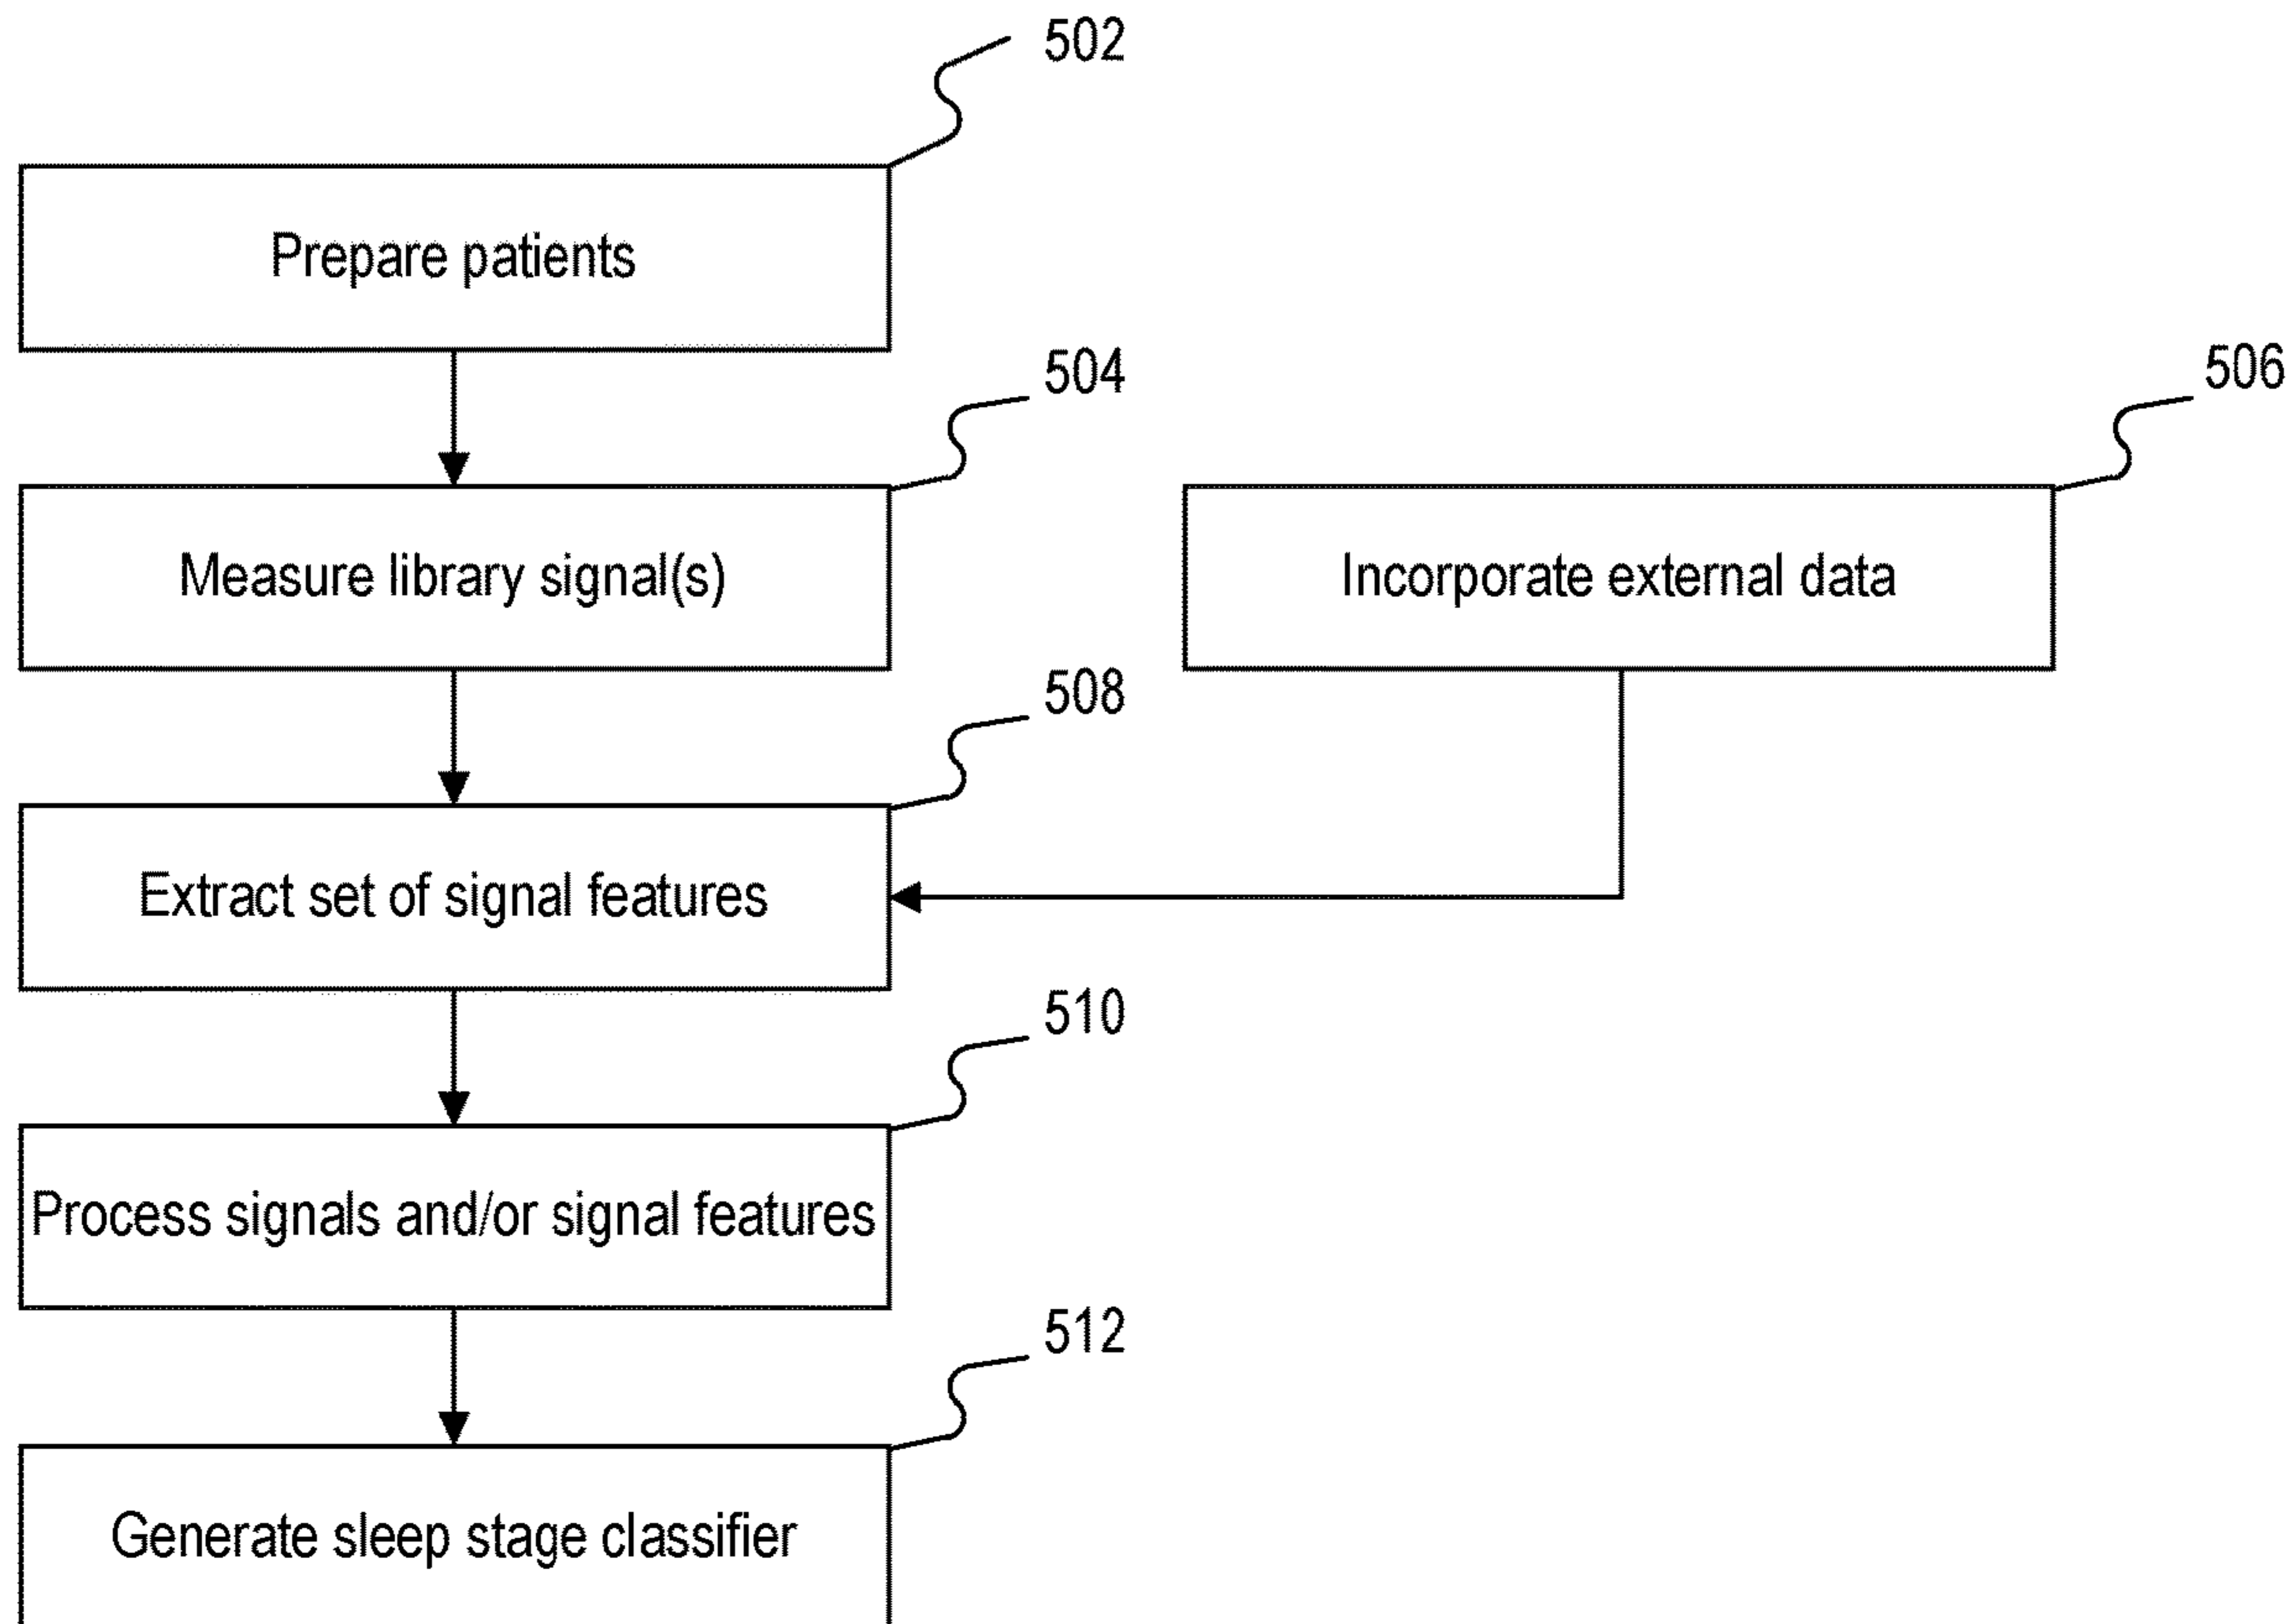 502
Prepare patients
504
506
Measure library signal(s)
Incorporate external data
508
Extract set of signal features
510
Process signals and/or signal features
512
Generate sleep stage classifier